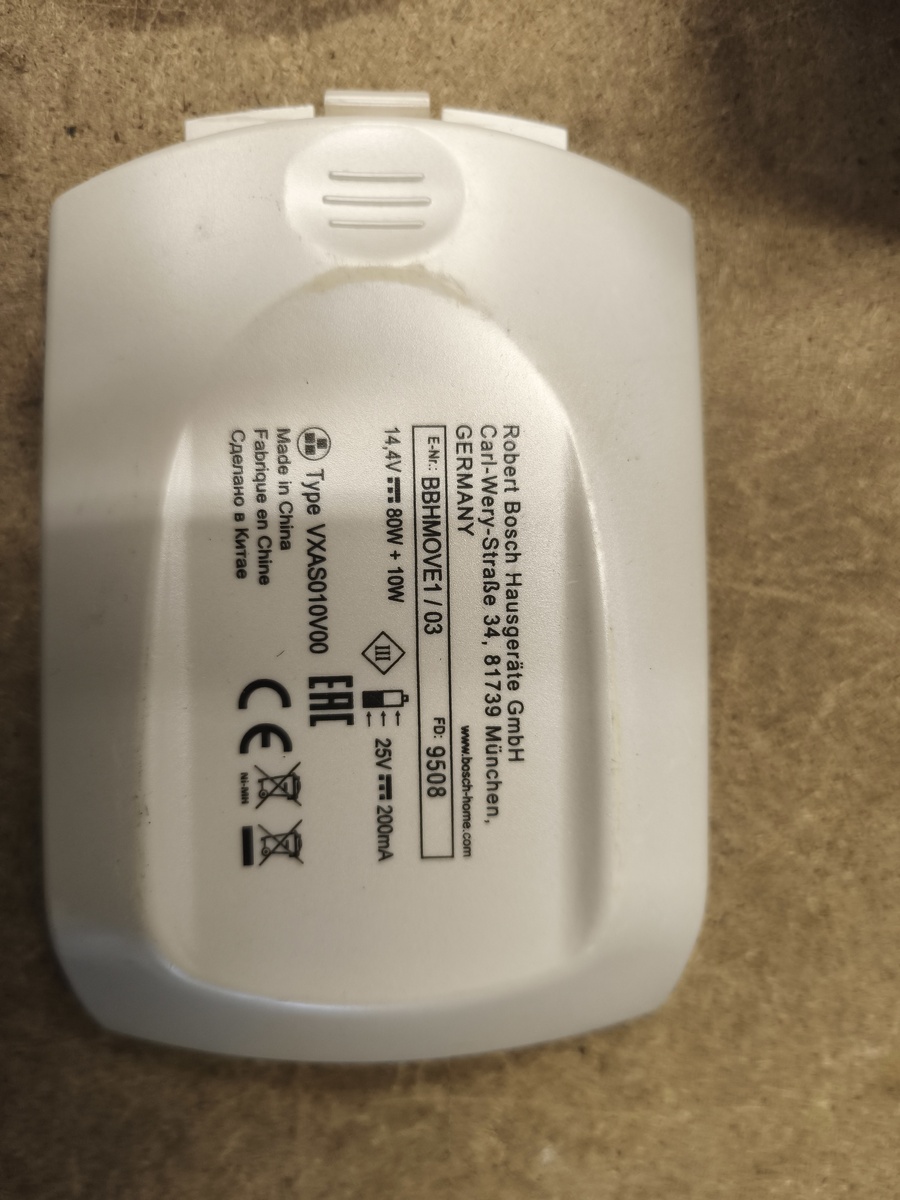 Robert Bosch Hausgeräte GmbH
Carl-Wery-Straße 34, 81739 München,
GERMANY
www.bosch-home.com
E-Nr.: BBHMOVE1 / 03 FD: 9508
14,4V 80W + 10W III 25V 200mA
Type VXAS010V00 EAC
Made in China
Fabrique en Chine
Сделано в Китае
CE
Ni-MH